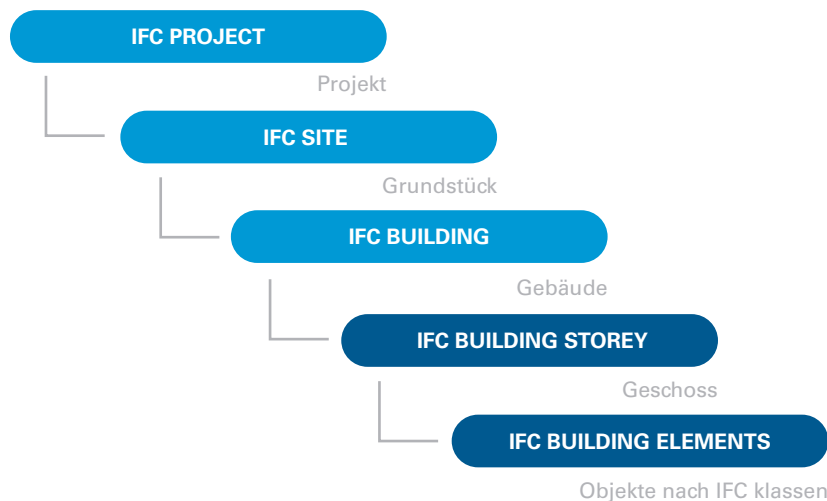 IFC PROJECT
Projekt
IFC SITE
Grundstück
IFC BUILDING
Gebäude
IFC BUILDING STOREY
Geschoss
IFC BUILDING ELEMENTS
Objekte nach IFC klassen